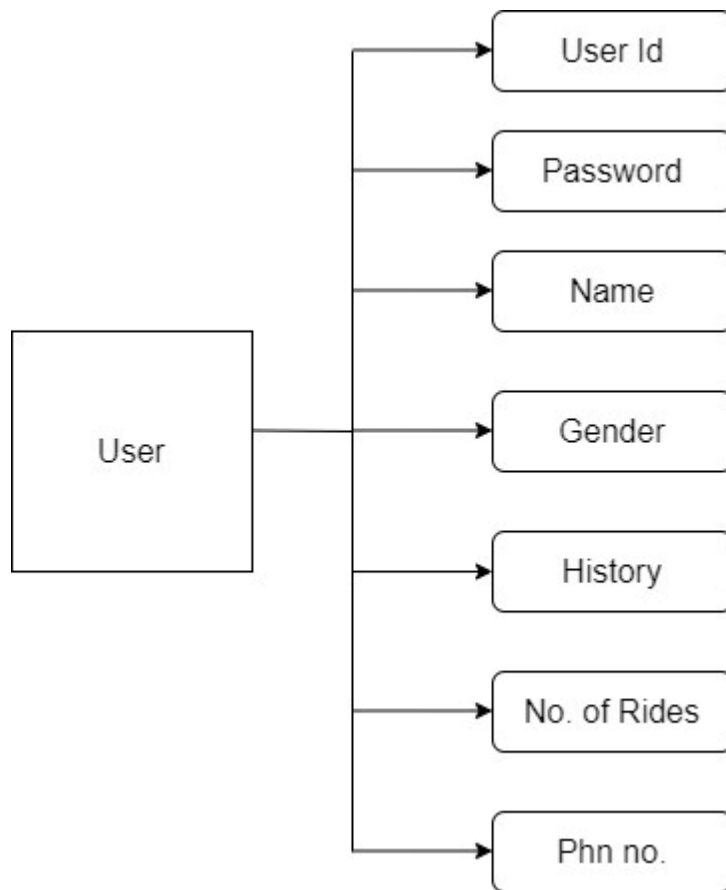 User Id
Password
Name
User
Gender
History
No. of Rides
Phn no.